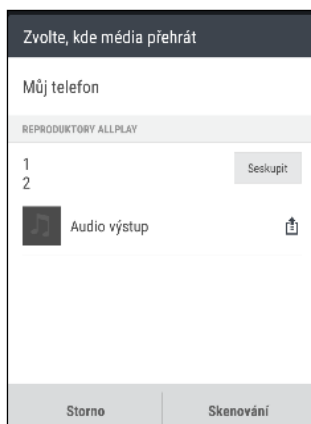 Zvolte, kde média přehrát
Můj telefon
REPRODUKTORY ALLPLAY
1
2
Seskupit
Audio výstup
Storno
Skenování